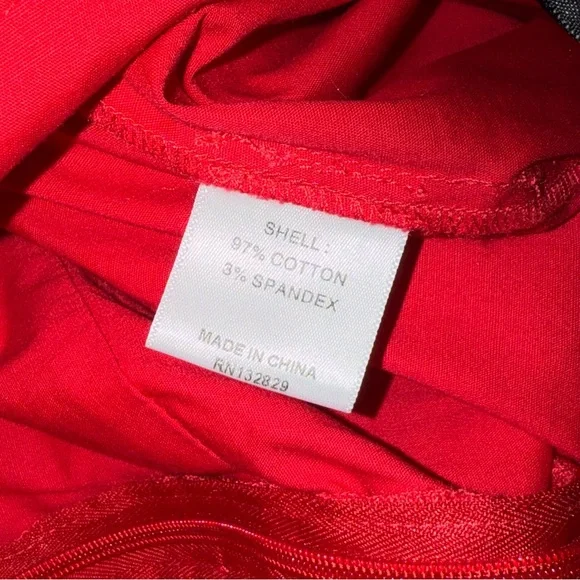 SHELL:
97% COTTON
3% SPANDEX
MADE IN CHINA
RN132829